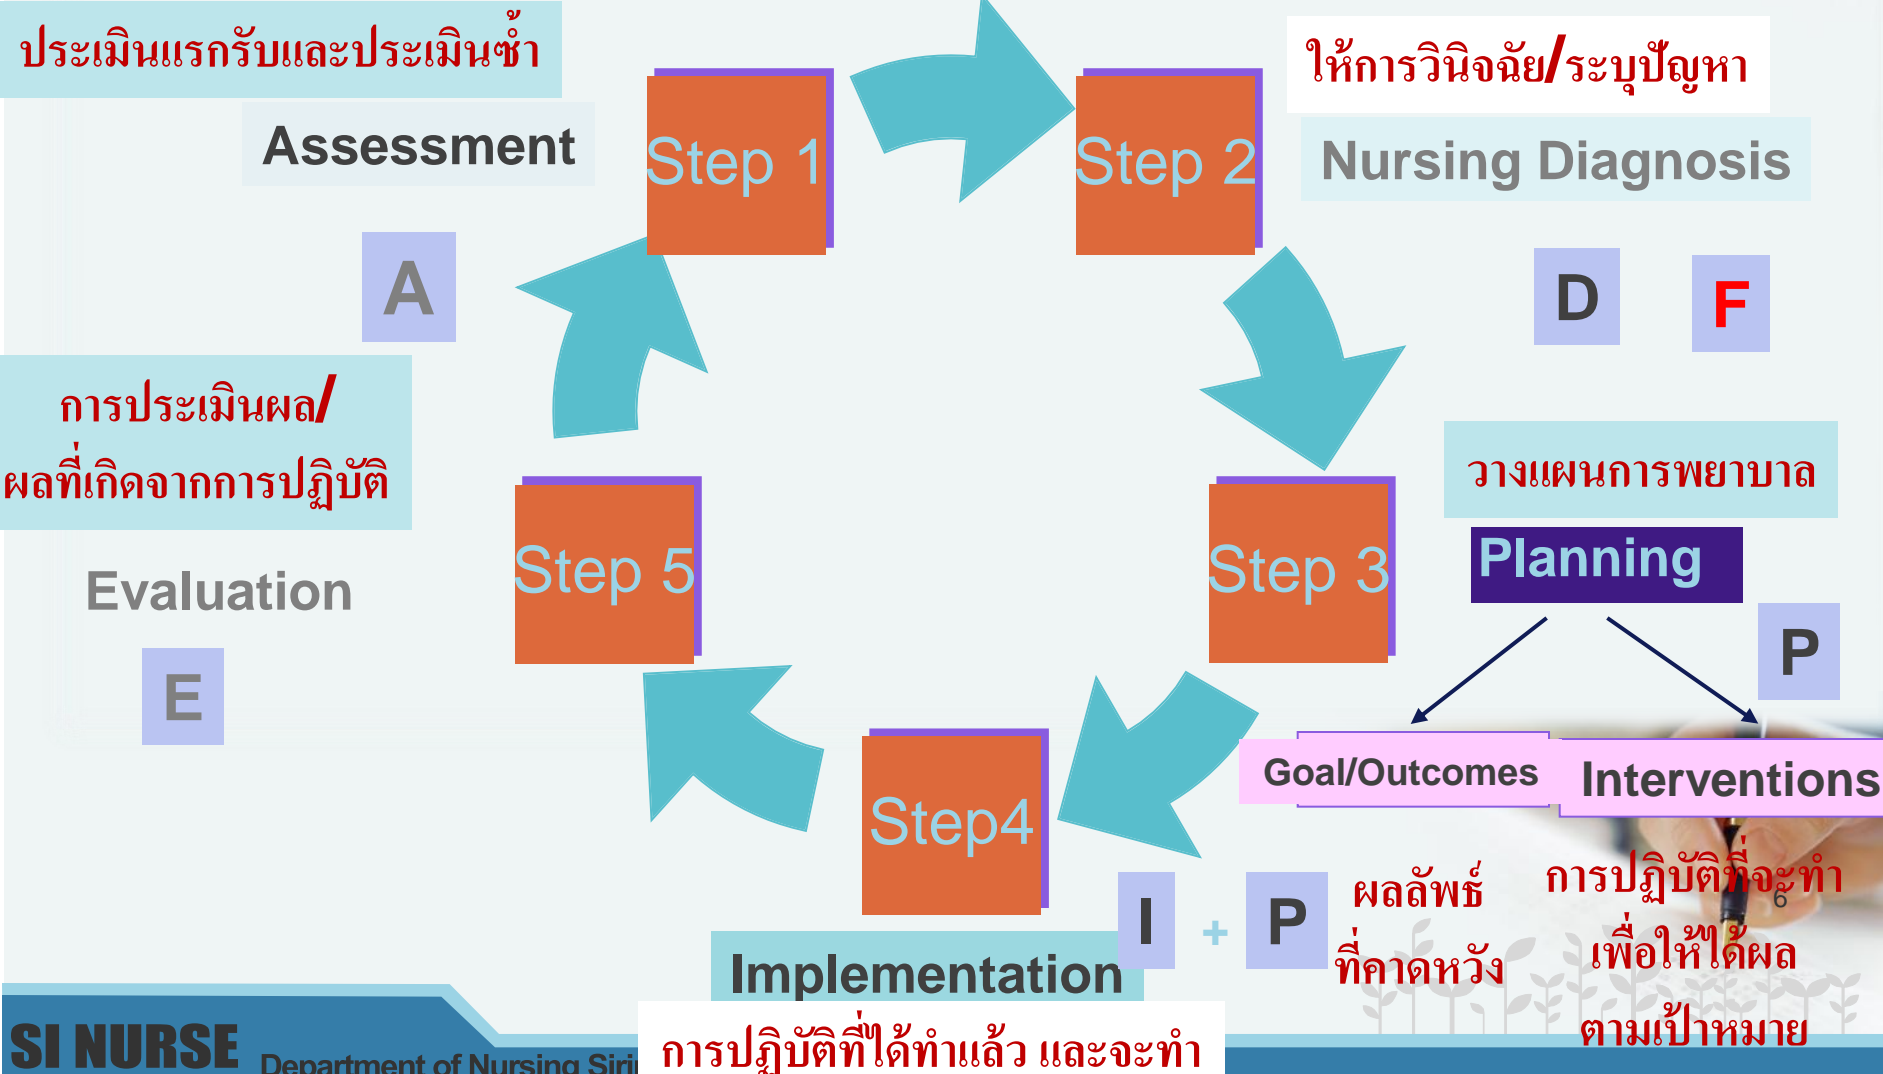 ประเมินแรกรับและประเมินซ้ำ
Assessment
A
Step 1
Step 2
ให้การวินิจฉัย/ระบุปัญหา
Nursing Diagnosis
D F
การประเมินผล/
ผลที่เกิดจากการปฏิบัติ
Evaluation
E
Step 5
Step 3
วางแผนการพยาบาล
Planning
P
Goal/Outcomes
Interventions
Step4
I + P
Implementation
การปฏิบัติที่ได้ทำแล้ว และจะทำ
ผลลัพธ์
ที่คาดหวัง
การปฏิบัติที่จะทำ
เพื่อให้ได้ผล
ตามเป้าหมาย
6
SI NURSE
Department of Nursing